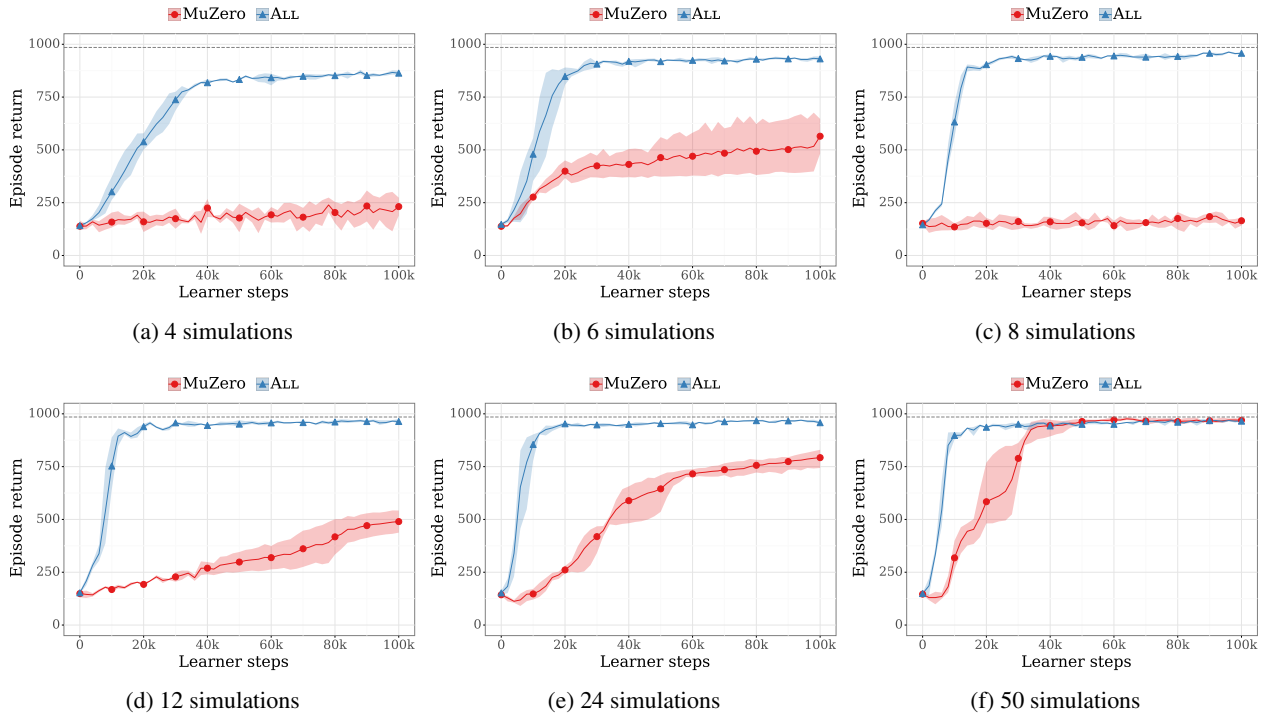 MuZero ALL
MuZero ALL
MuZero ALL
1000
750
500
250
0
Episode return
0 20k 40k 60k 80k 100k
Learner steps
1000
750
500
250
0
Episode return
0 20k 40k 60k 80k 100k
Learner steps
1000
750
500
250
0
Episode return
0 20k 40k 60k 80k 100k
Learner steps
(a) 4 simulations
(b) 6 simulations
(c) 8 simulations
MuZero ALL
MuZero ALL
MuZero ALL
1000
750
500
250
0
Episode return
0 20k 40k 60k 80k 100k
Learner steps
1000
750
500
250
0
Episode return
0 20k 40k 60k 80k 100k
Learner steps
1000
750
500
250
0
Episode return
0 20k 40k 60k 80k 100k
Learner steps
(d) 12 simulations
(e) 24 simulations
(f) 50 simulations